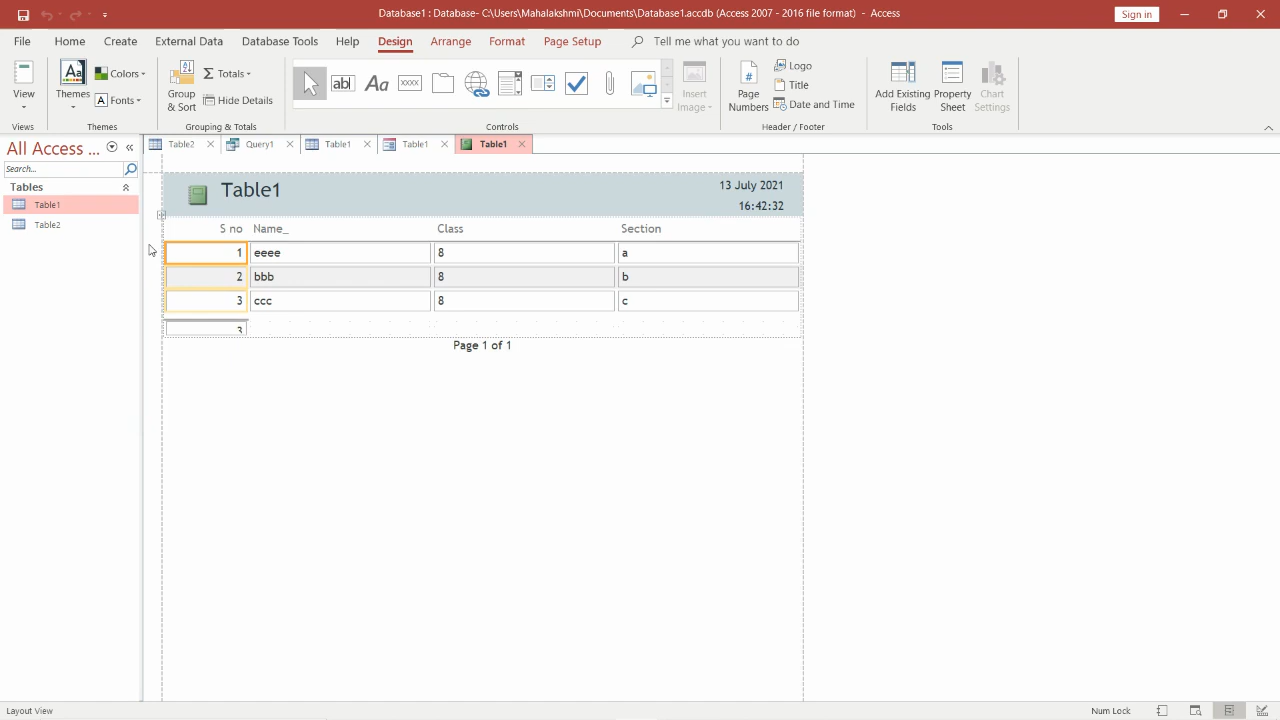 Database1 : Database- C:\Users\Mahalakshmi\Documents\Database1.accdb (Access 2007 - 2016 file format) - Access
Sign in
File Home Create External Data Database Tools Help Design Arrange Format Page Setup Tell me what you want to do
View
Views
Themes
Colors
Fonts
Themes
Group & Sort
Totals
Hide Details
Grouping & Totals
ab
Aa
xxxx
Controls
Insert Image
Page Numbers
Logo
Title
Date and Time
Header / Footer
Add Existing Fields
Property Sheet
Chart Settings
Tools
All Access ...
Search...
Tables
Table1
Table2
Table2 Query1 Table1 Table1 Table1
Table1
13 July 2021
16:42:32
S no Name_ Class Section
1 eeee 8 a
2 bbb 8 b
3 ccc 8 c
3
Page 1 of 1
Layout View
Num Lock